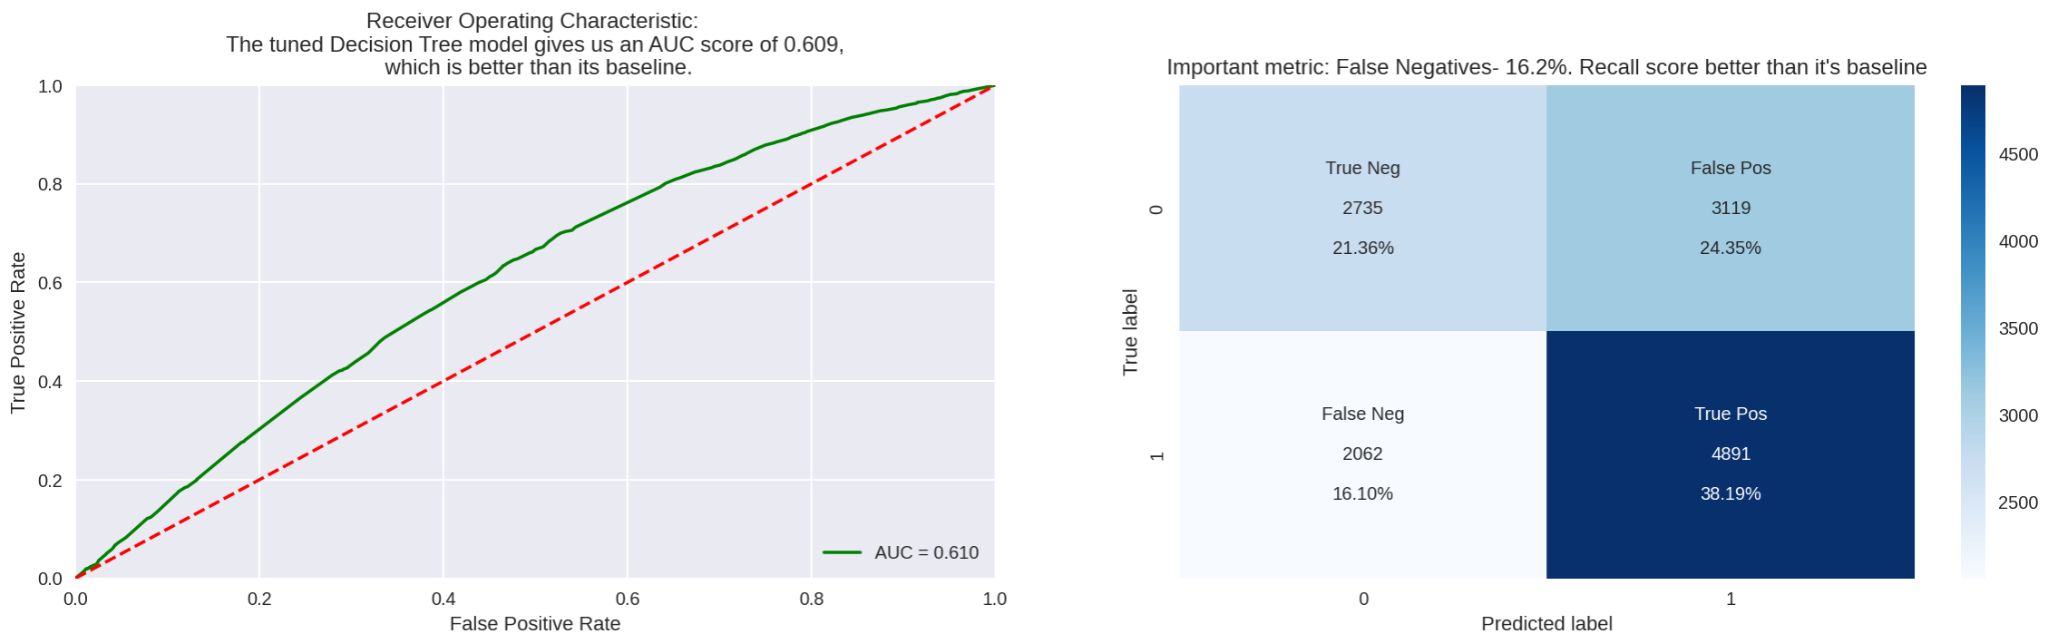 Receiver Operating Characteristic:
The tuned Decision Tree model gives us an AUC score of 0.609,
which is better than its baseline.
1.0
0.8
0.6
0.4
0.2
0.0
True Positive Rate
AUC = 0.610
0.0 0.2 0.4 0.6 0.8 1.0
False Positive Rate
Important metric: False Negatives- 16.2%. Recall score better than it's baseline
True label
0
1
True Neg
2735
21.36%
False Pos
3119
24.35%
False Neg
2062
16.10%
True Pos
4891
38.19%
0 1
Predicted label
4500
4000
3500
3000
2500